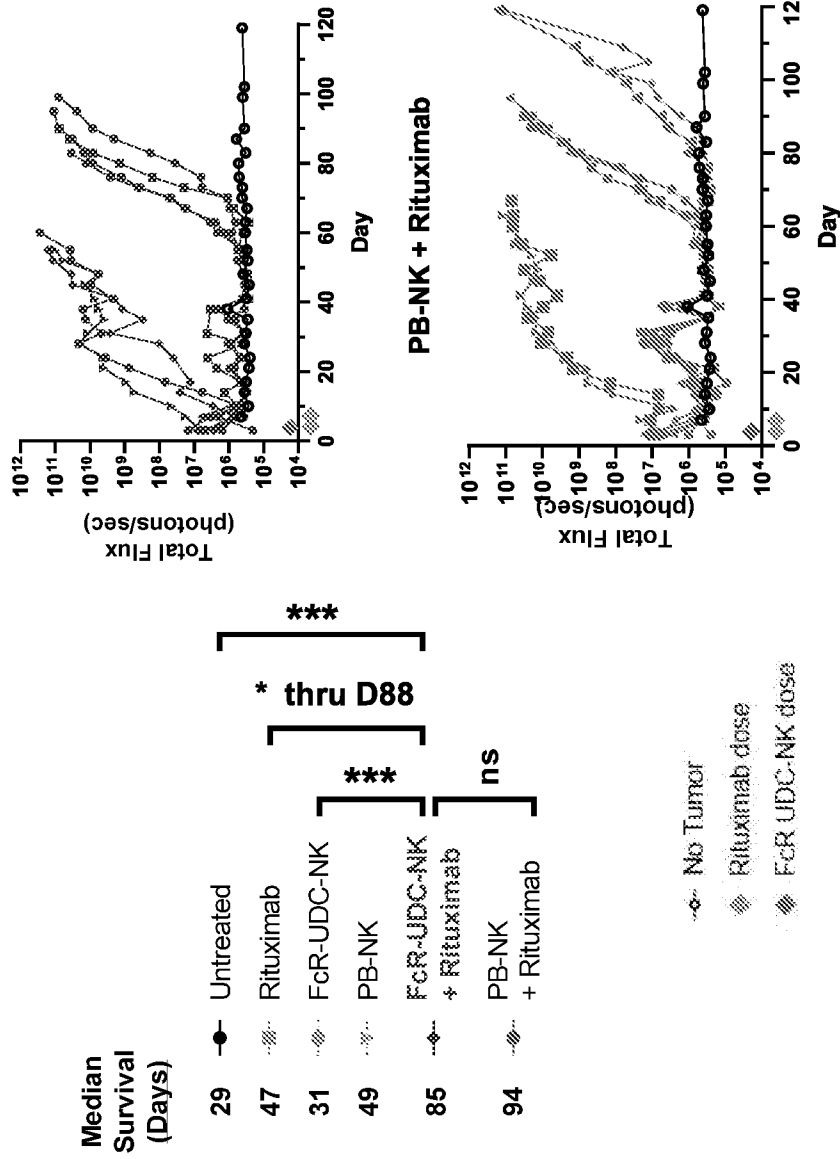 Median
Survival
(Days)
29 Untreated
47 Rituximab
31 FcR-UDC-NK
49 PB-NK
85 FcR-UDC-NK
+ Rituximab
94 PB-NK
+ Rituximab
***
* thru D88
***
ns
No Tumor
Rituximab dose
FcR UDC-NK dose
Total Flux
(photons/sec)
10¹²
10¹¹
10¹⁰
10⁹
10⁸
10⁷
10⁶
10⁵
10⁴
0 20 40 60 80 100 120
Day
PB-NK + Rituximab
Total Flux
(photons/sec)
10¹²
10¹¹
10¹⁰
10⁹
10⁸
10⁷
10⁶
10⁵
10⁴
0 20 40 60 80 100 12
Day